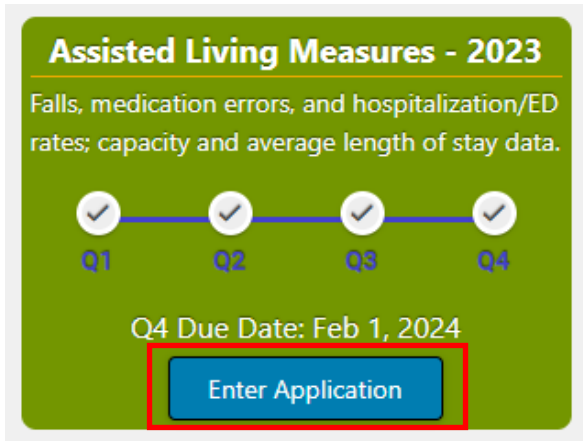 Assisted Living Measures - 2023
Falls, medication errors, and hospitalization/ED
rates; capacity and average length of stay data.
Q1 Q2 Q3 Q4
Q4 Due Date: Feb 1, 2024
Enter Application